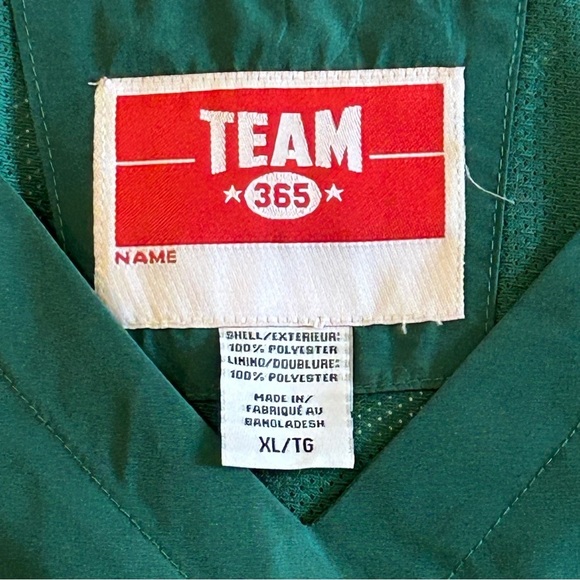 TEAM
365
NAME
SHELL/EXTERIEUR:
100% POLYESTER
LINING/DOUBLURE:
100% POLYESTER
MADE IN/
FABRIQUÉ AU
BANGLADESH
XL/TG